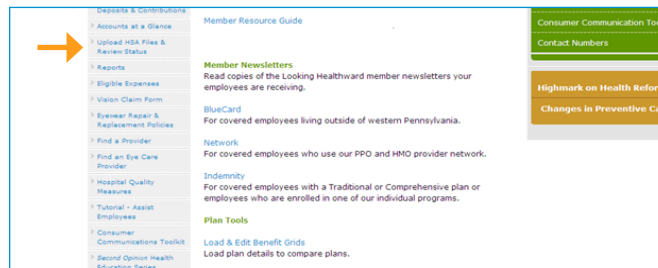 Deposits & Contributions
Accounts at a Glance
Upload HSA Files &
Review Status
Reports
Eligible Expenses
Vision Claim Form
Eyewear Repair &
Replacement Policies
Find a Provider
Find an Eye Care
Provider
Hospital Quality
Measures
Tutorial - Assist
Employees
Consumer
Communications Toolkit
Second Opinion Health
Education Series
Member Resource Guide
Member Newsletters
Read copies of the Looking Healthward member newsletters your
employees are receiving.
BlueCard
For covered employees living outside of western Pennsylvania.
Network
For covered employees who use our PPO and HMO provider network.
Indemnity
For covered employees with a Traditional or Comprehensive plan or
employees who are enrolled in one of our individual programs.
Plan Tools
Load & Edit Benefit Grids
Load plan details to compare plans.
Consumer Communication Too
Contact Numbers
Highmark on Health Refor
Changes in Preventive Ca